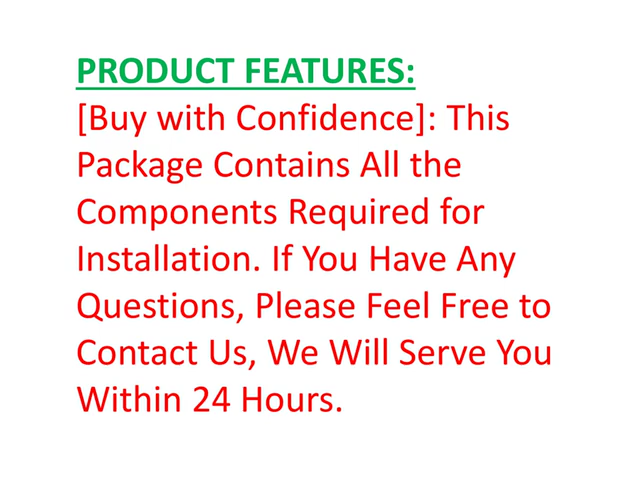 PRODUCT FEATURES:
[Buy with Confidence]: This
Package Contains All the
Components Required for
Installation. If You Have Any
Questions, Please Feel Free to
Contact Us, We Will Serve You
Within 24 Hours.